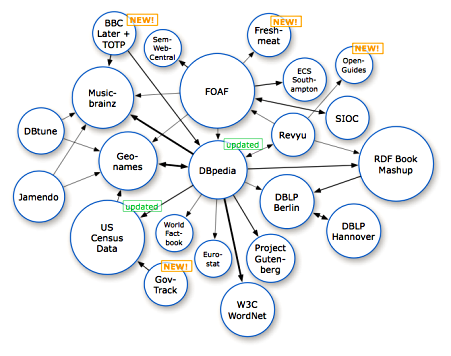 BBC
Later +
TOTP
NEW!
Sem-
Web-
Central
Fresh-
meat
NEW!
Open-
Guides
NEW!
Music-
brainz
FOAF
ECS
South-
ampton
SIOC
DBtune
Revyu
Geo-
names
updated
DBpedia
RDF Book
Mashup
Jamendo
DBLP
Berlin
updated
US
Census
Data
World
Fact-
book
DBLP
Hannover
Euro-
stat
Project
Guten-
berg
NEW!
Gov-
Track
W3C
WordNet